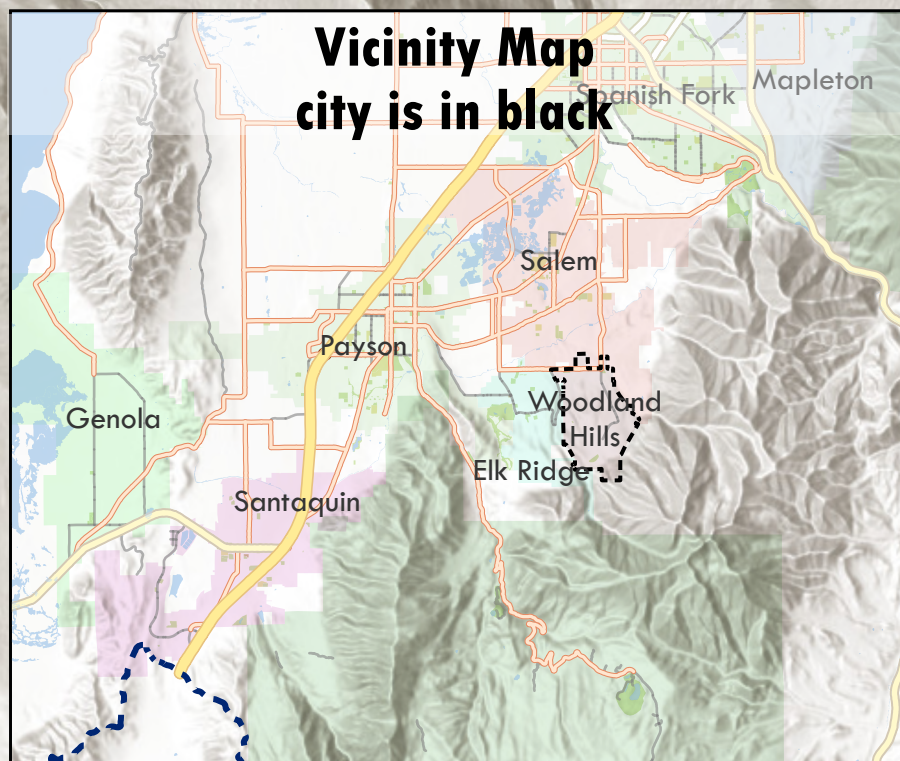 Vicinity Map
city is in black
Mapleton
Spanish Fork
Salem
Payson
Woodland
Hills
Genola
Elk Ridge
Santaquin